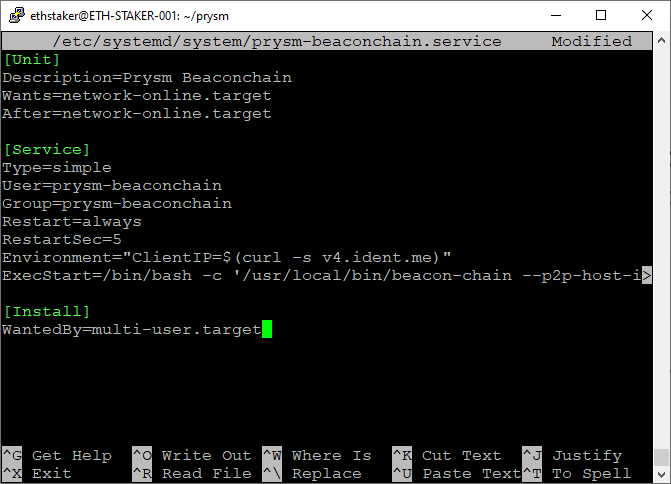 ethstaker@ETH-STAKER-001: ~/prysm
/etc/systemd/system/prysm-beaconchain.service Modified
[Unit]
Description=Prysm Beaconchain
Wants=network-online.target
After=network-online.target
[Service]
Type=simple
User=prysm-beaconchain
Group=prysm-beaconchain
Restart=always
RestartSec=5
Environment="ClientIP=$(curl -s v4.ident.me)"
ExecStart=/bin/bash -c '/usr/local/bin/beacon-chain --p2p-host-i>
[Install]
WantedBy=multi-user.target
^G Get Help ^O Write Out ^W Where Is ^K Cut Text ^J Justify
^X Exit ^R Read File ^\ Replace ^U Paste Text^T To Spell